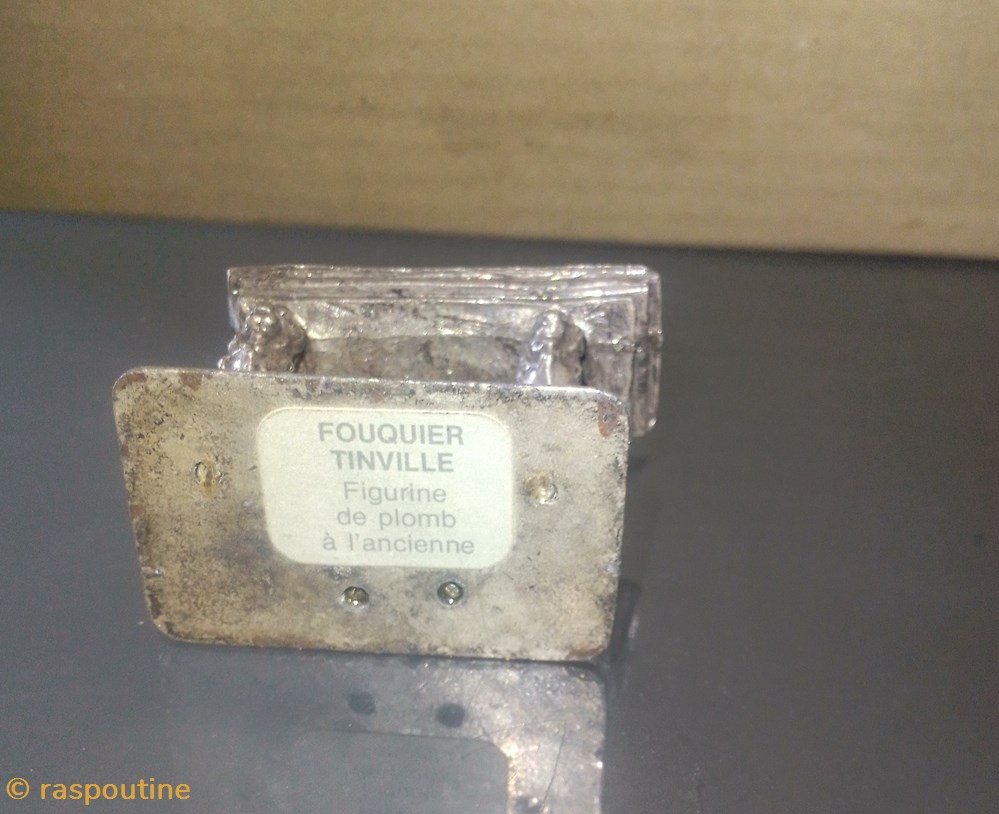 FOUQUIER
TINVILLE
Figurine
de plomb
à l'ancienne
© raspoutine